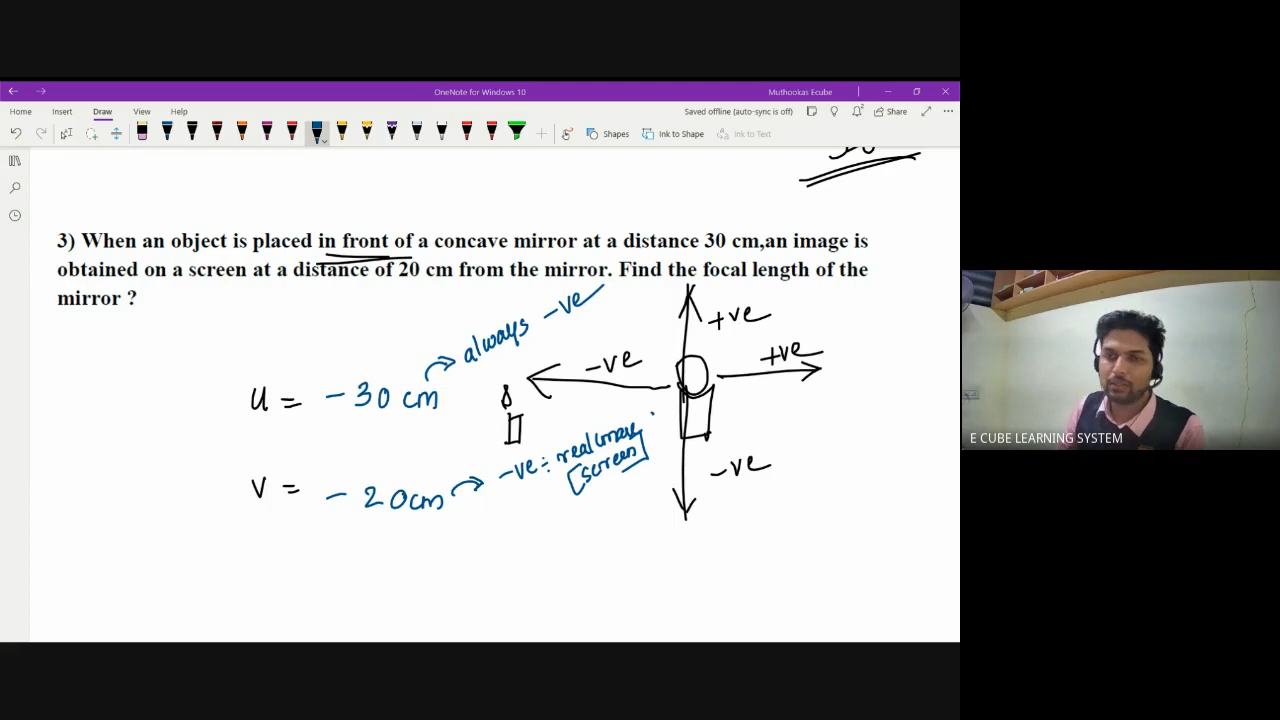 OneNote for Windows 10
Muthookas Ecube
Home Insert Draw View Help
Saved offline (auto-sync is off)
Share
Shapes
Ink to Shape
Ink to Text
3) When an object is placed in front of a concave mirror at a distance 30 cm,an image is
obtained on a screen at a distance of 20 cm from the mirror. Find the focal length of the
mirror ?
always -ve
+ve
-ve
+ve
u = - 30 cm
-ve : real image
[screen]
-ve
v = - 20cm
E CUBE LEARNING SYSTEM